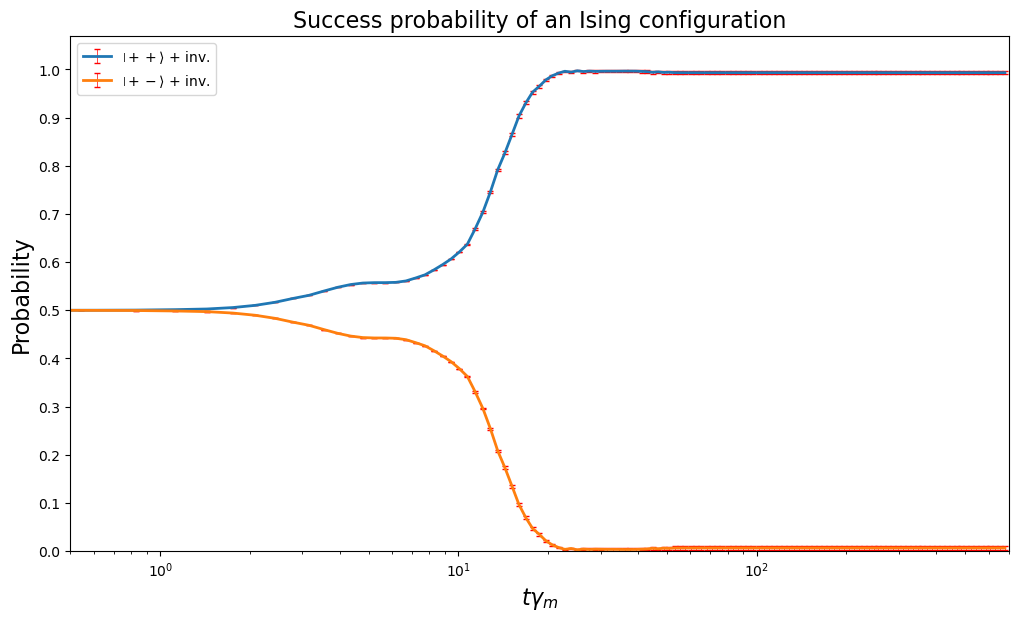 Success probability of an Ising configuration
|++⟩ + inv.
|+−⟩ + inv.
Probability
1.0
0.9
0.8
0.7
0.6
0.5
0.4
0.3
0.2
0.1
0.0
10⁰
10¹
10²
tγₘ